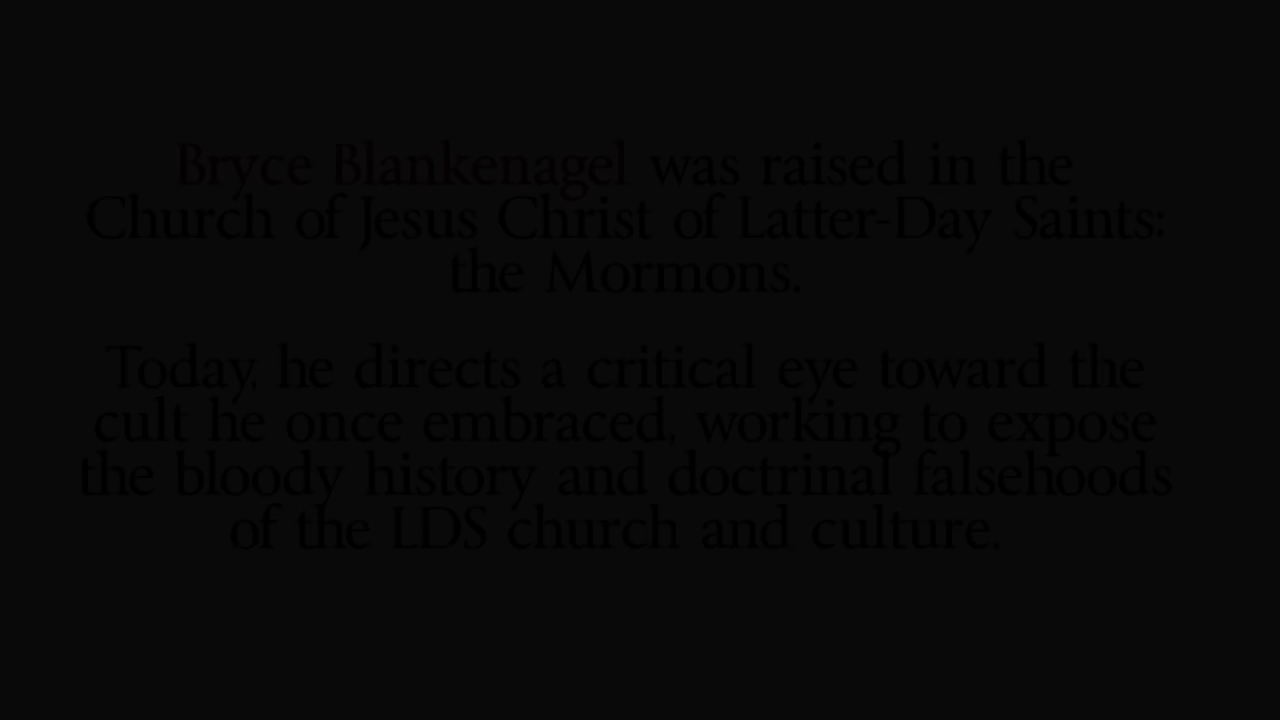 Bryce Blankenagel was raised in the
Church of Jesus Christ of Latter-Day Saints:
the Mormons.
Today, he directs a critical eye toward the
cult he once embraced, working to expose
the bloody history and doctrinal falsehoods
of the LDS church and culture.